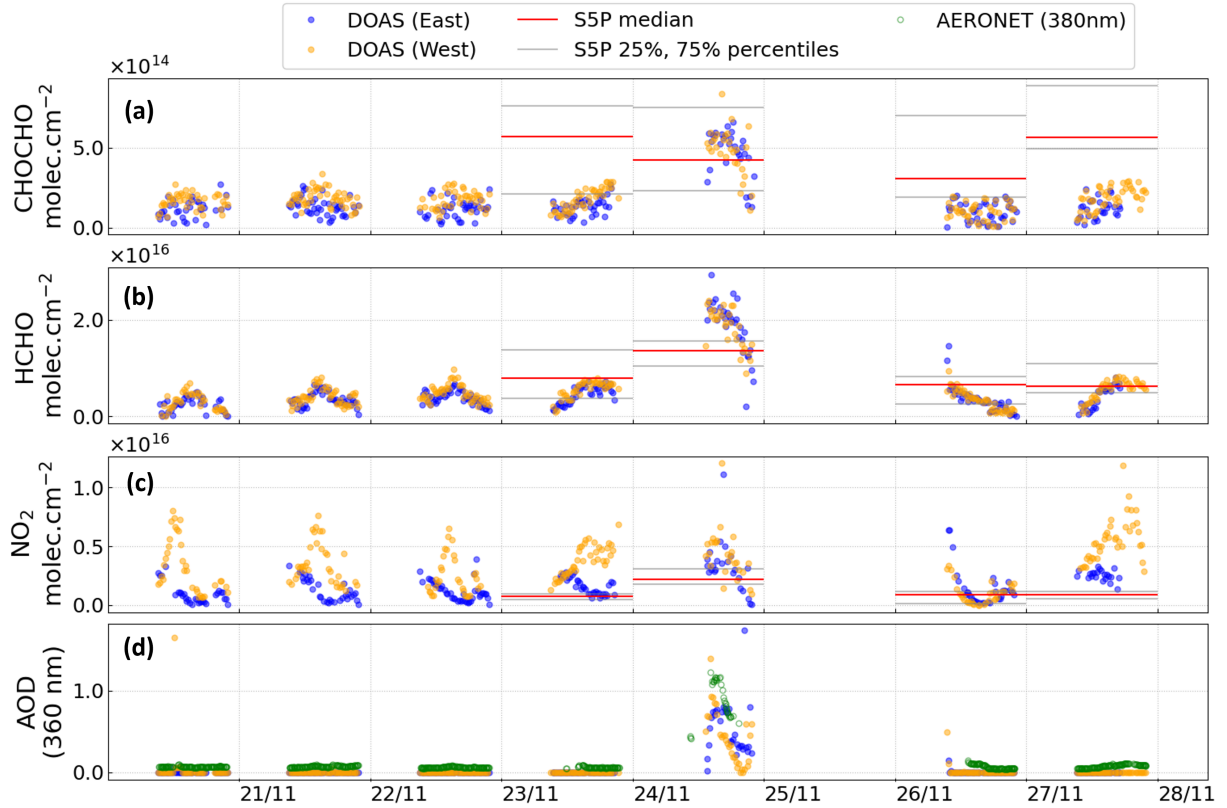 DOAS (East)
DOAS (West)
S5P median
S5P 25%, 75% percentiles
AERONET (380nm)
×10¹⁴
(a)
CHOCHO
molec.cm⁻²
5.0
0.0
×10¹⁶
(b)
HCHO
molec.cm⁻²
2.0
0.0
×10¹⁶
(c)
NO₂
molec.cm⁻²
1.0
0.5
0.0
(d)
AOD
(360 nm)
1.0
0.0
21/11
22/11
23/11
24/11
25/11
26/11
27/11
28/11